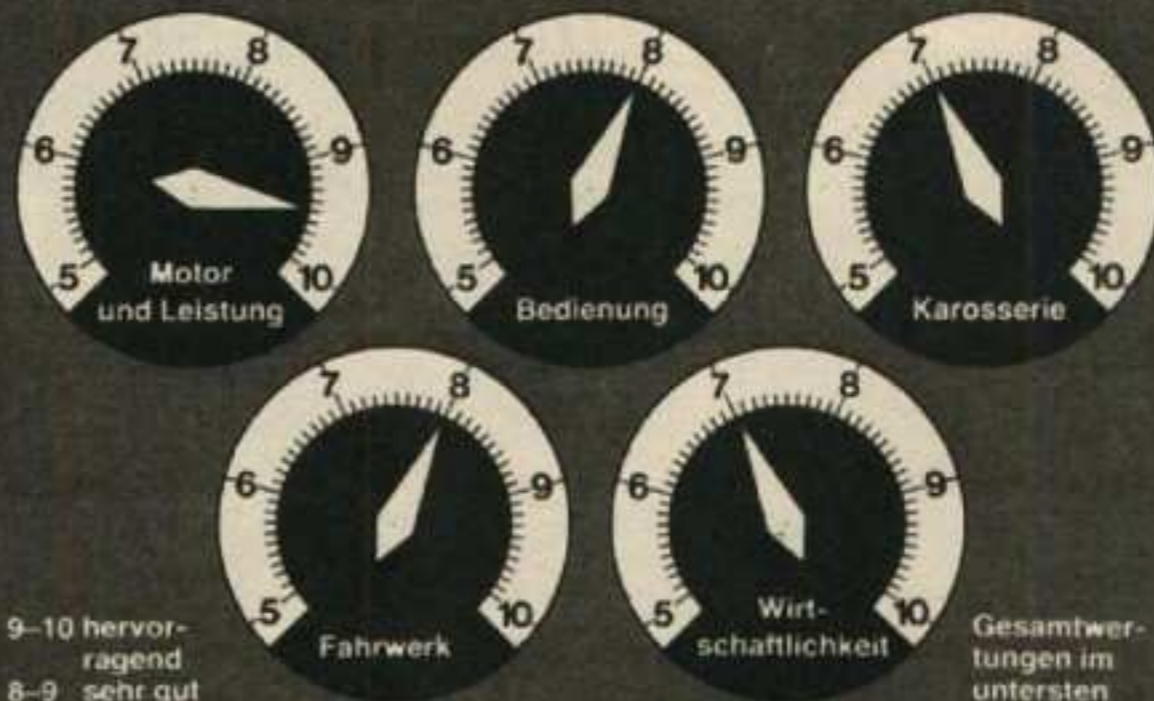 7 8
6 9
5 10
Motor
und Leistung
7 8
6 9
5 10
Bedienung
7 8
6 9
5 10
Karosserie
7 8
6 9
5 10
Fahrwerk
7 8
6 9
5 10
Wirt-
schaftlichkeit
9–10 hervor-
ragend
8–9 sehr gut
Gesamtwer-
tungen im
untersten